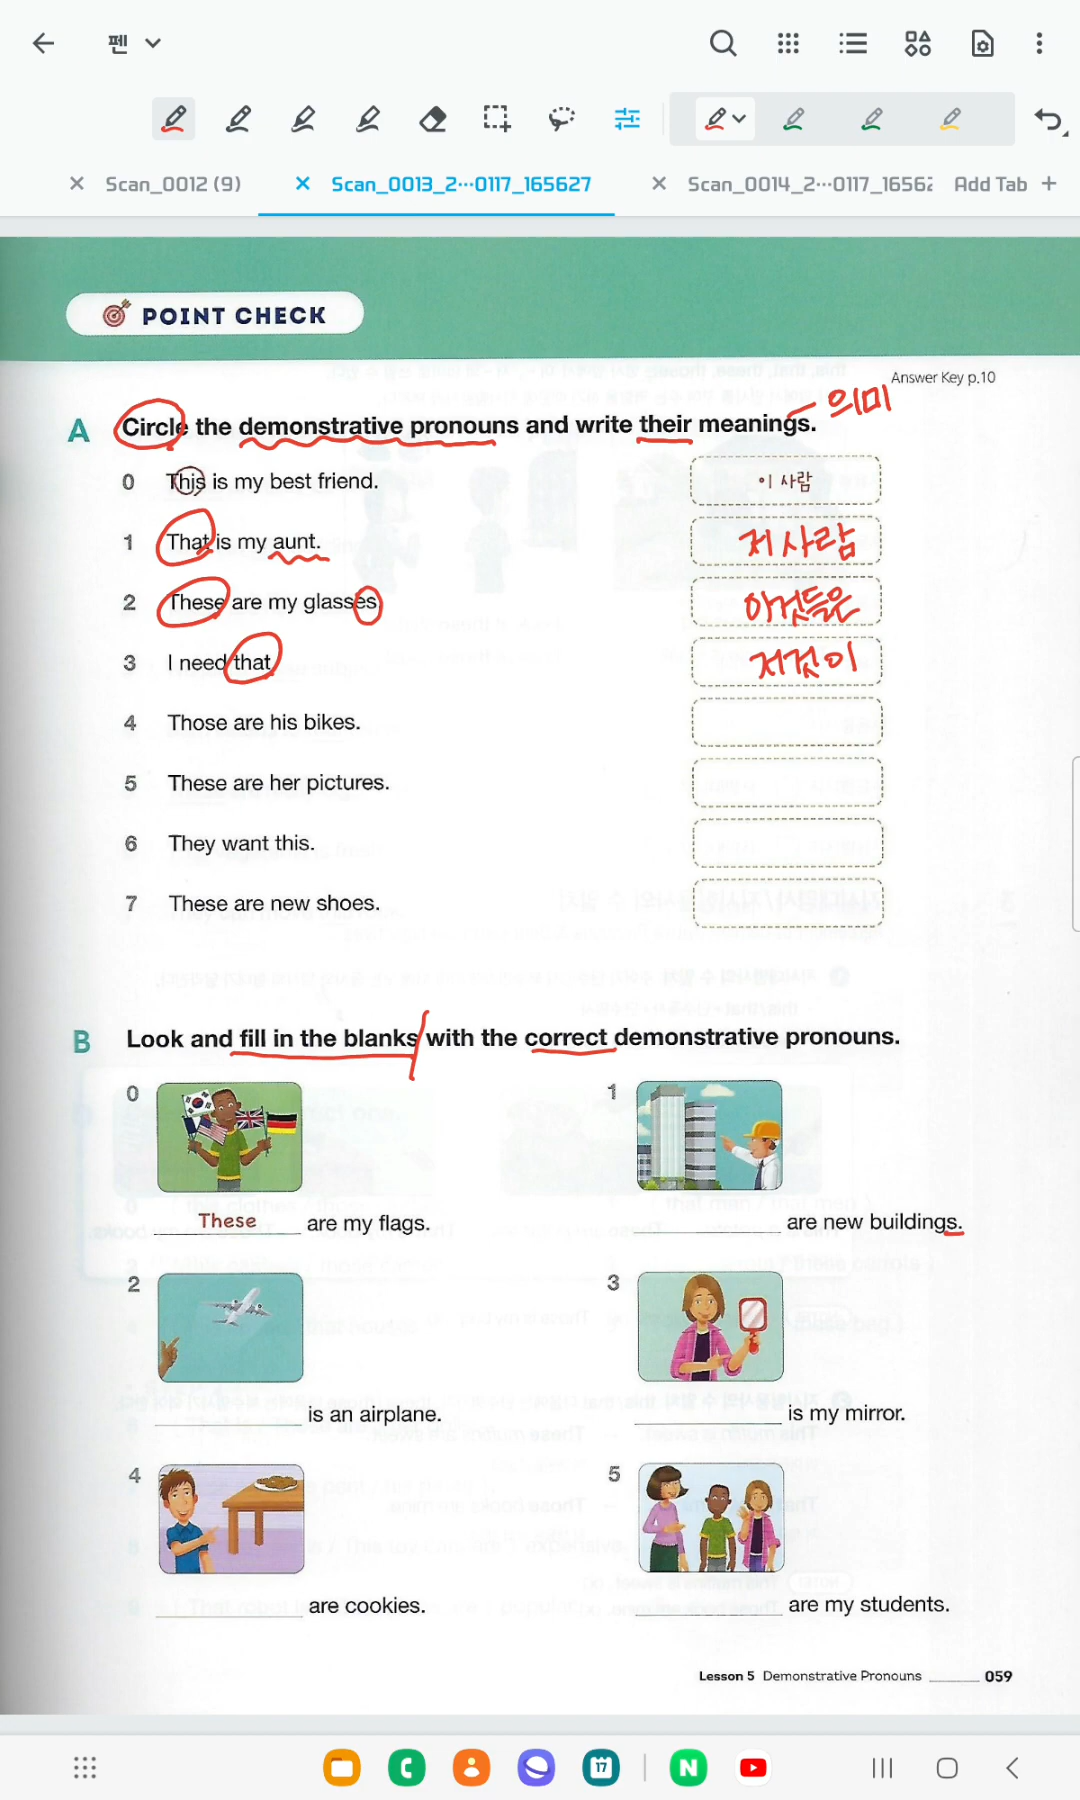 펜
Scan_0012 (9)
Scan_0013_2···0117_165627
Scan_0014_2···0117_1656
Add Tab +
POINT CHECK
Answer Key p.10
의미
A Circle the demonstrative pronouns and write their meanings.
0 This is my best friend. 이 사람
1 That is my aunt. 저 사람
2 These are my glasses. 이것들은
3 I need that. 저것이
4 Those are his bikes.
5 These are her pictures.
6 They want this.
7 These are new shoes.
B Look and fill in the blanks with the correct demonstrative pronouns.
0 1
These are my flags. are new buildings.
2 3
is an airplane. is my mirror.
4 5
are cookies. are my students.
Lesson 5 Demonstrative Pronouns 059
17 N